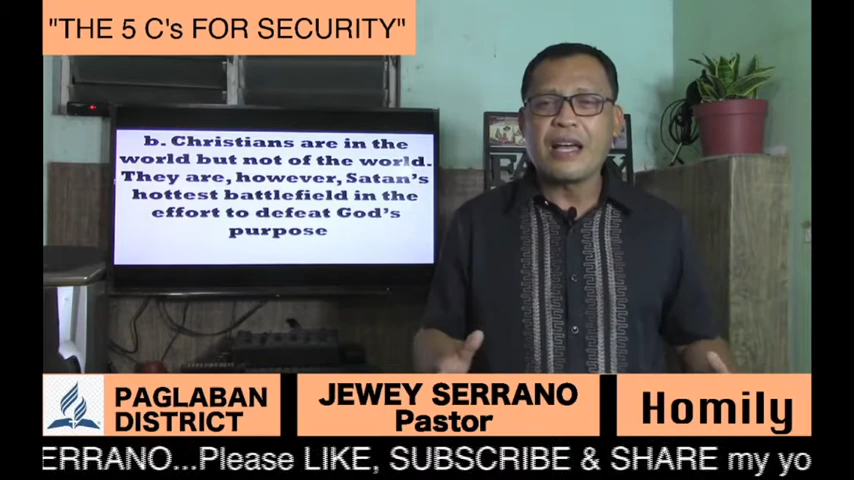 "THE 5 C's FOR SECURITY"
b. Christians are in the
world but not of the world.
They are, however, Satan's
hottest battlefield in the
effort to defeat God's
purpose
PAGLABAN
DISTRICT
JEWEY SERRANO
Pastor
Homily
ERRANO...Please LIKE, SUBSCRIBE & SHARE my yo